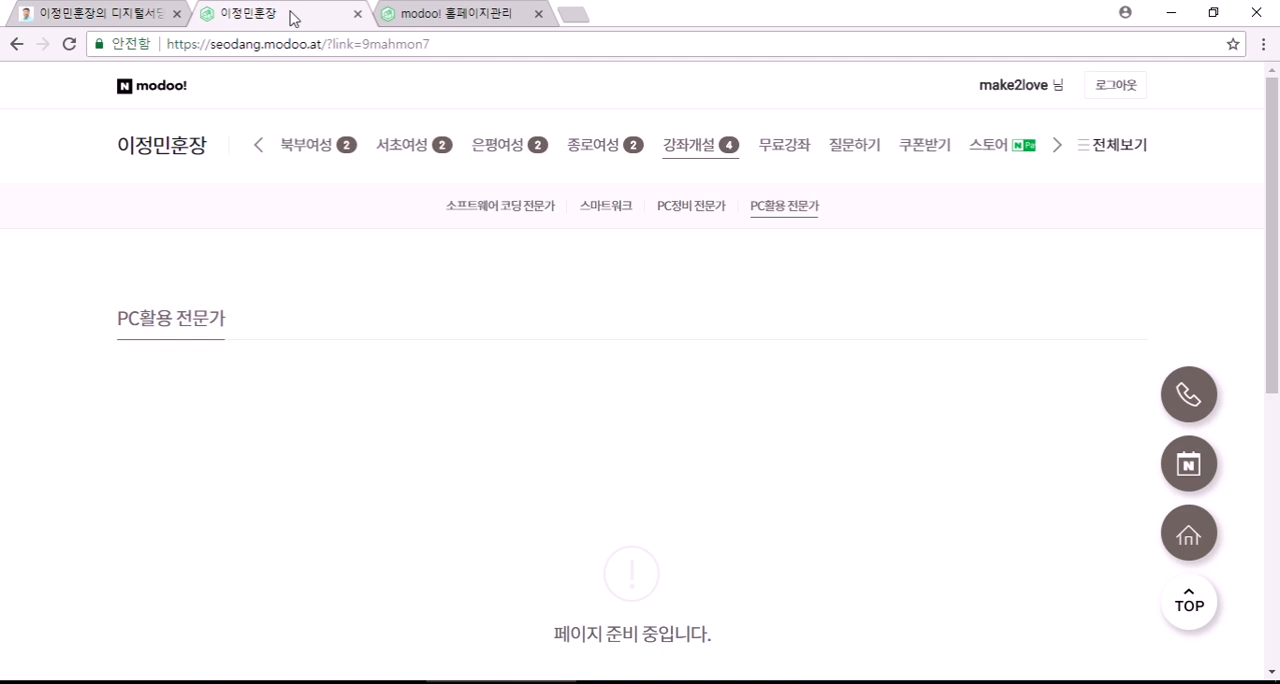 이정민훈장의 디지털서당
이정민훈장
modoo! 홈페이지관리
안전함
https://seodang.modoo.at/?link=9mahmon7
N modoo!
make2love 님
로그아웃
이정민훈장
북부여성 2
서초여성 2
은평여성 2
종로여성 2
강좌개설 4
무료강좌
질문하기
쿠폰받기
스토어 N Pay
전체보기
소프트웨어 코딩 전문가
스마트워크
PC정비 전문가
PC활용 전문가
PC활용 전문가
N
TOP
페이지 준비 중입니다.